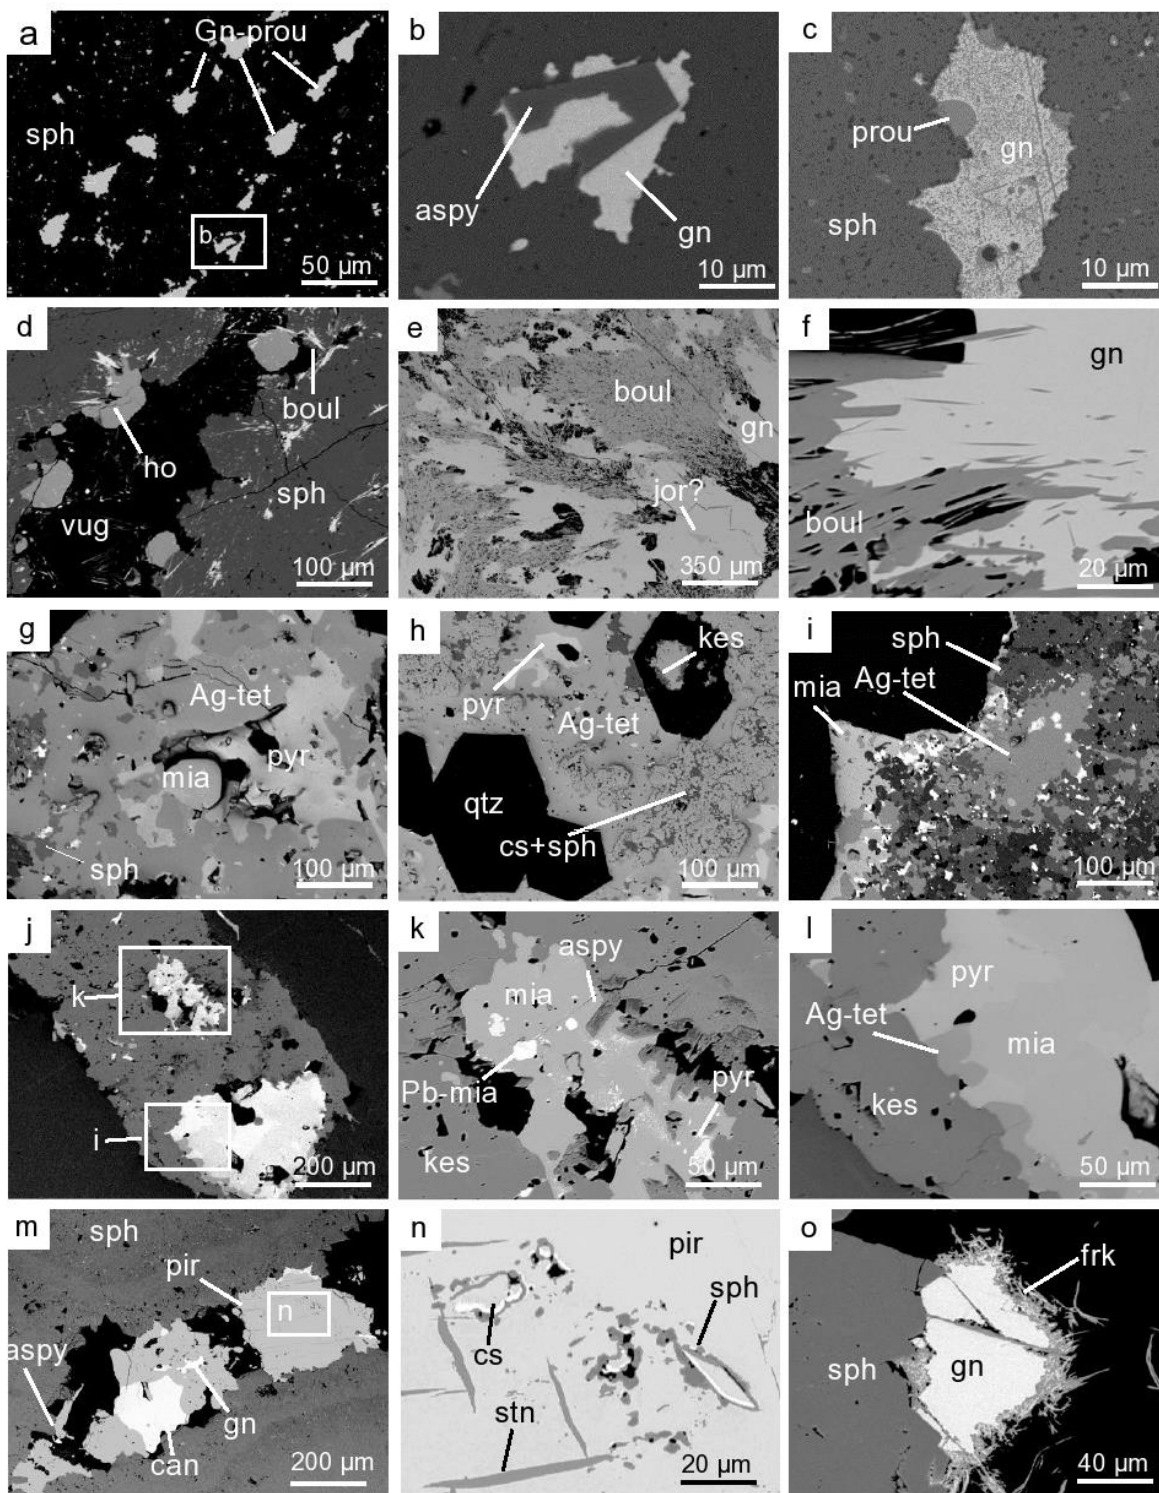 a
Gn-prou
sph
b
50 µm
b
aspy
gn
10 µm
c
prou
gn
sph
10 µm
d
boul
ho
sph
vug
100 µm
e
boul
gn
jor?
350 µm
f
gn
boul
20 µm
g
Ag-tet
pyr
mia
sph
100 µm
h
kes
pyr
Ag-tet
qtz
cs+sph
100 µm
i
sph
mia
Ag-tet
100 µm
j
k
i
200 µm
k
aspy
mia
Pb-mia
pyr
kes
50 µm
l
pyr
Ag-tet
mia
kes
50 µm
m
sph
pir
n
aspy
gn
can
200 µm
n
pir
sph
cs
stn
20 µm
o
frk
sph
gn
40 µm